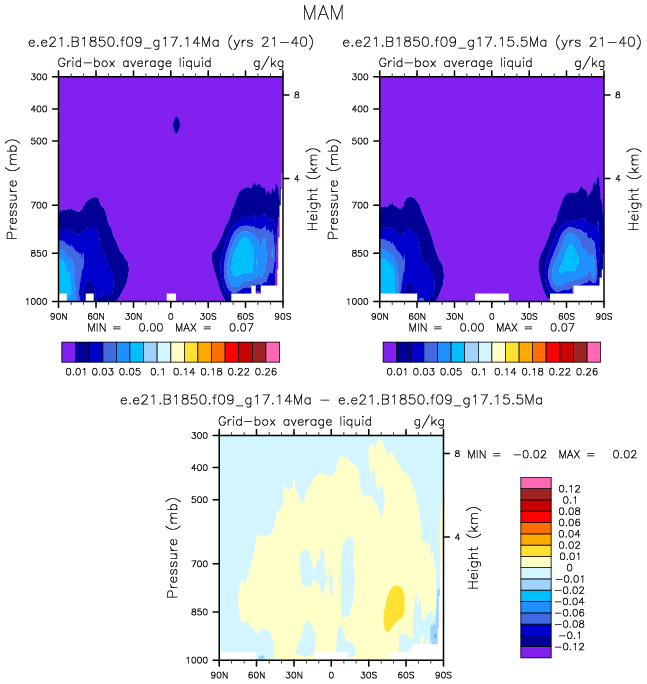 MAM
e.e21.B1850.f09_g17.14Ma (yrs 21-40)
e.e21.B1850.f09_g17.15.5Ma (yrs 21-40)
Grid-box average liquid g/kg
Grid-box average liquid g/kg
Pressure (mb)
300
400
500
700
850
1000
8
4
Height (km)
90N 60N 30N 0 30S 60S 90S
MIN = 0.00 MAX = 0.07
0.01 0.03 0.05 0.1 0.14 0.18 0.22 0.26
Pressure (mb)
300
400
500
700
850
1000
8
4
Height (km)
90N 60N 30N 0 30S 60S 90S
MIN = 0.00 MAX = 0.07
0.01 0.03 0.05 0.1 0.14 0.18 0.22 0.26
e.e21.B1850.f09_g17.14Ma - e.e21.B1850.f09_g17.15.5Ma
Grid-box average liquid g/kg
Pressure (mb)
300
400
500
700
850
1000
8
4
Height (km)
90N 60N 30N 0 30S 60S 90S
MIN = -0.02 MAX = 0.02
0.12
0.1
0.08
0.06
0.04
0.02
0.01
0
-0.01
-0.02
-0.04
-0.06
-0.08
-0.1
-0.12